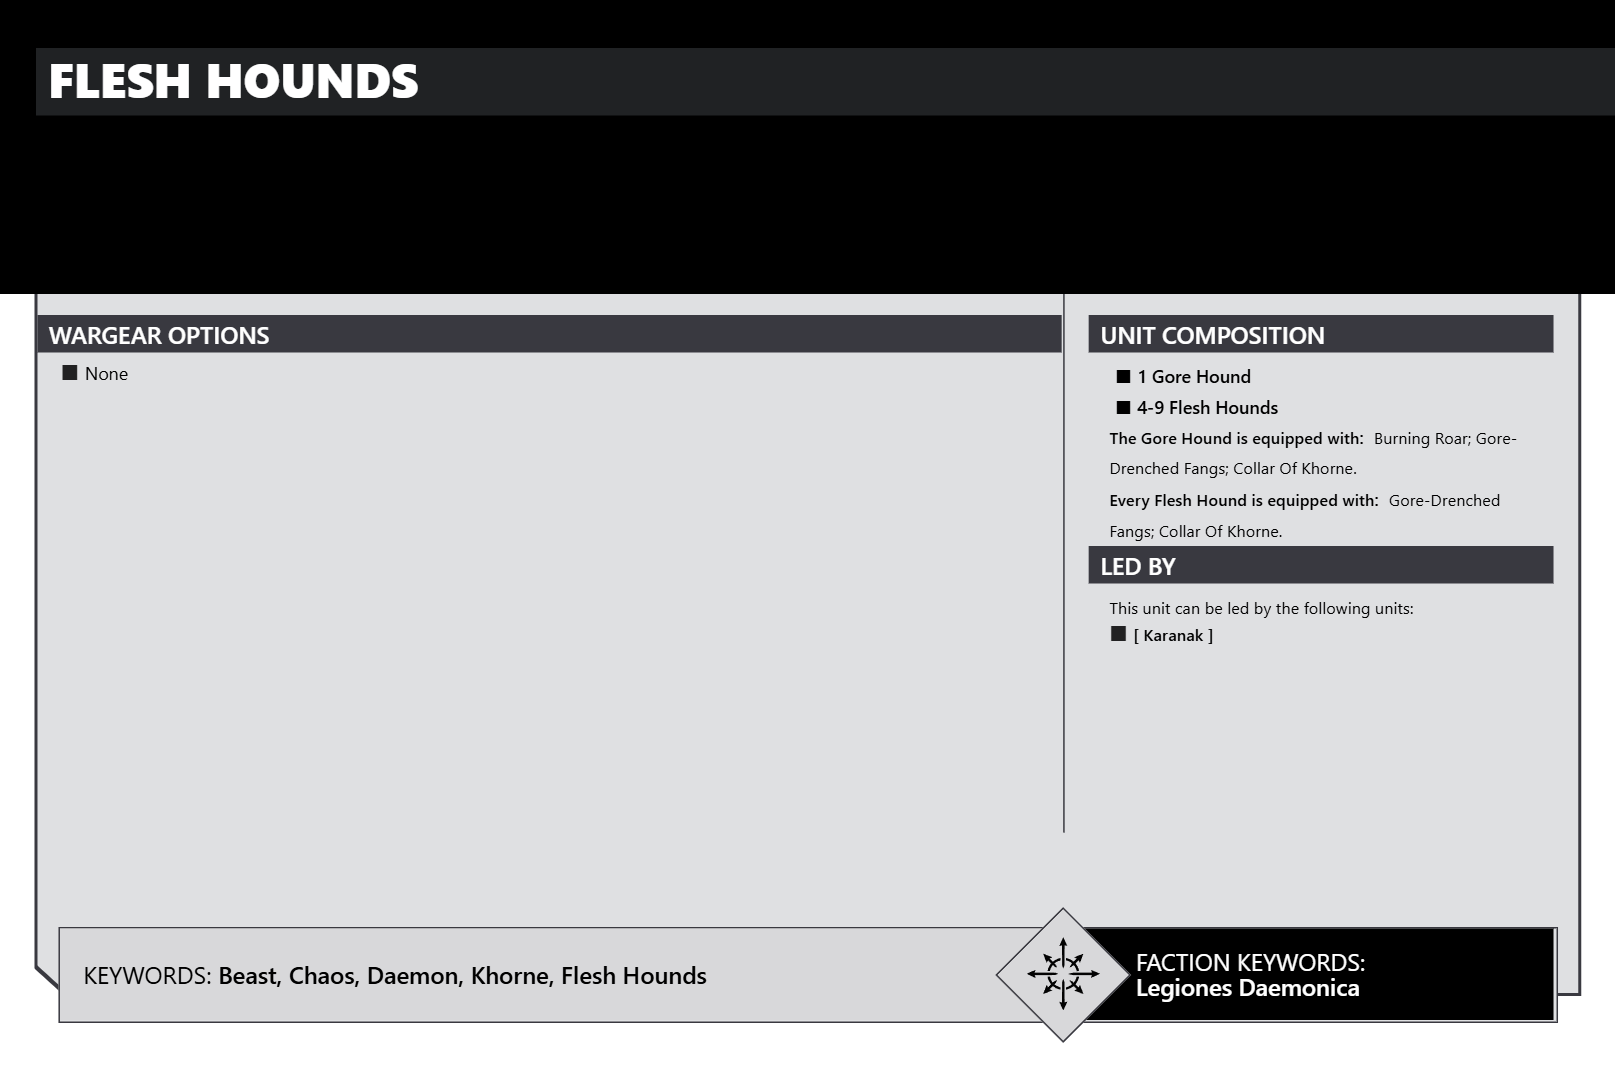 FLESH HOUNDS
WARGEAR OPTIONS
None
UNIT COMPOSITION
1 Gore Hound
4-9 Flesh Hounds
The Gore Hound is equipped with: Burning Roar; Gore-
Drenched Fangs; Collar Of Khorne.
Every Flesh Hound is equipped with: Gore-Drenched
Fangs; Collar Of Khorne.
LED BY
This unit can be led by the following units:
[ Karanak ]
KEYWORDS: Beast, Chaos, Daemon, Khorne, Flesh Hounds
FACTION KEYWORDS:
Legiones Daemonica